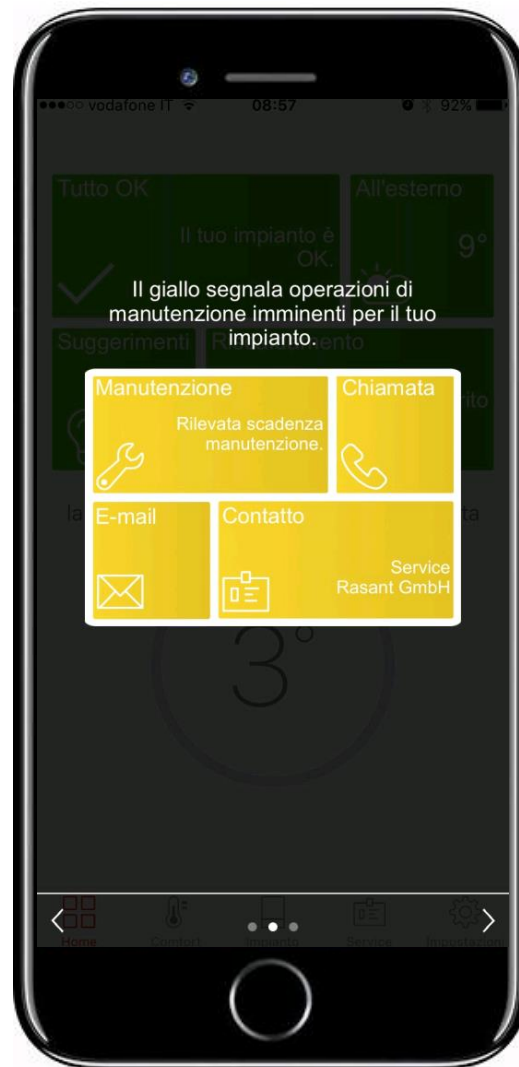 vodafone IT
08:57
92%
Tutto OK
Il tuo impianto è
OK.
All'esterno
9°
Il giallo segnala operazioni di
manutenzione imminenti per il tuo
impianto.
Suggerimenti
Manutenzione
Rilevata scadenza
manutenzione.
Chiamata
E-mail
Contatto
Service
Rasant GmbH
3°
Home
Comfort
Impianto
Service
Impostazioni